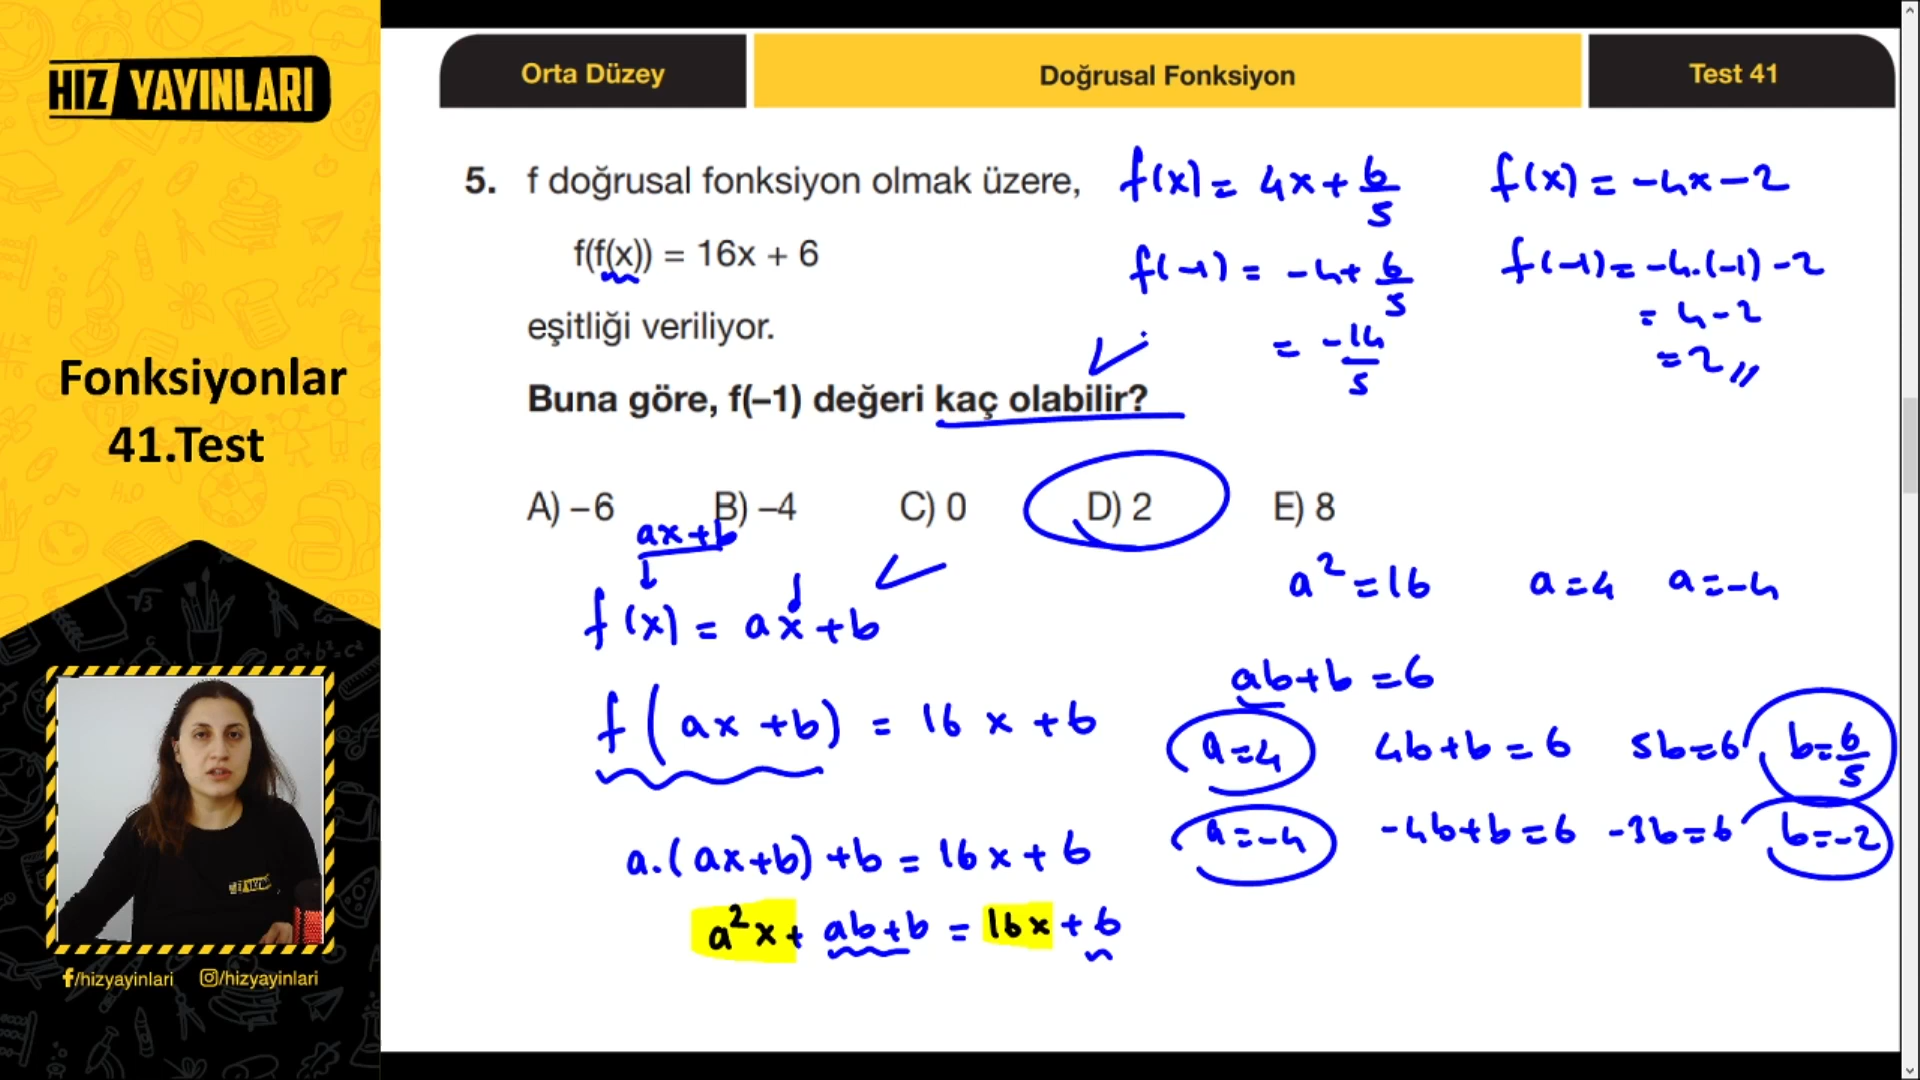 HIZ YAYINLARI
Fonksiyonlar
41.Test
/hizyayinlari /hizyayinlari
Orta Düzey
Doğrusal Fonksiyon
Test 41
5. f doğrusal fonksiyon olmak üzere,
f(f(x)) = 16x + 6
eşitliği veriliyor.
Buna göre, f(–1) değeri kaç olabilir?
A) –6 B) –4 C) 0 D) 2 E) 8
ax+b
f(x) = ax+b
f(ax+b) = 16x+6
a.(ax+b)+b = 16x+6
a²x+ab+b = 16x+6
f(x) = 4x+6/5
f(-1) = -4+6/5
= -14/5
f(x) = -4x-2
f(-1) = -4.(-1)-2
= 4-2
= 2//
a²=16 a=4 a=-4
ab+b=6
a=4 4b+b=6 5b=6 b=6/5
a=-4 -4b+b=6 -3b=6 b=-2